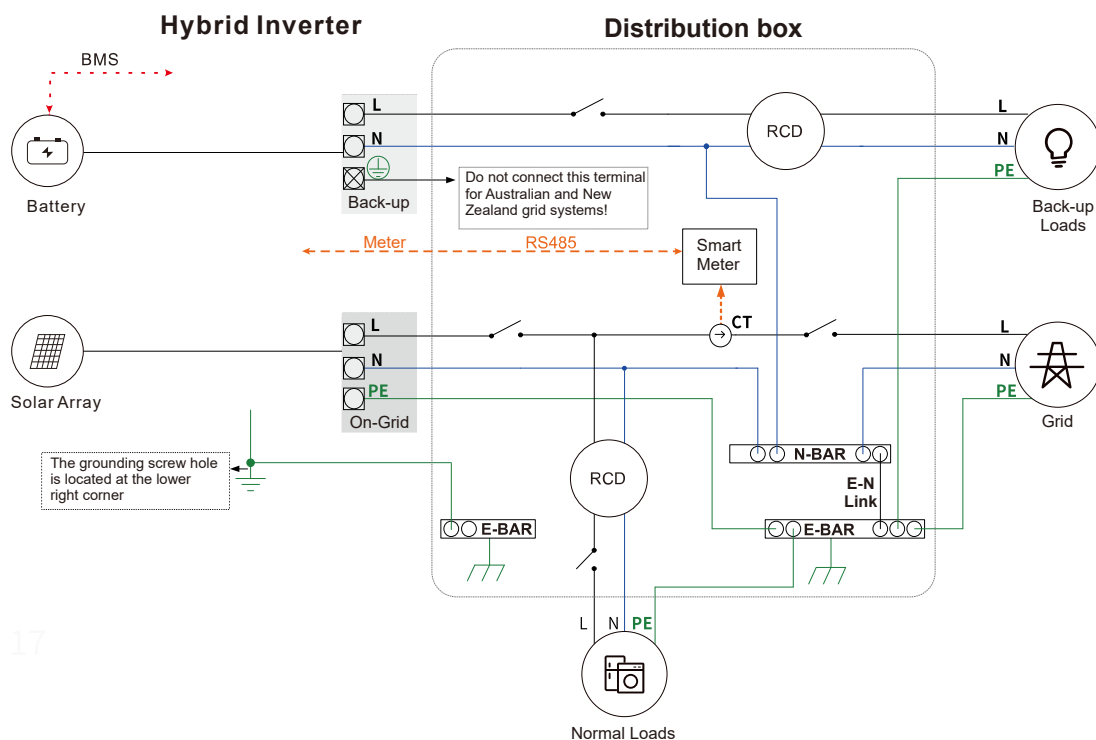 Hybrid Inverter
Distribution box
BMS
L
N
Back-up
Battery
RCD
L
N
PE
Back-up
Loads
Do not connect this terminal
for Australian and New
Zealand grid systems!
Meter
RS485
Smart
Meter
CT
L
N
PE
On-Grid
Solar Array
L
N
PE
Grid
The grounding screw hole
is located at the lower
right corner
RCD
N-BAR
E-N
Link
E-BAR
E-BAR
L
N
PE
Normal Loads
17